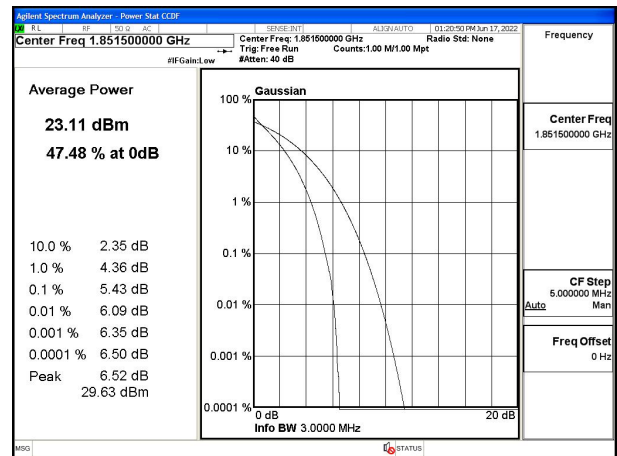 Agilent Spectrum Analyzer - Power Stat CCDF
RL RF 50 Ω AC SENSE:INT ALIGNAUTO 01:20:50 PM Jun 17, 2022
Center Freq 1.851500000 GHz
Center Freq: 1.851500000 GHz Radio Std: None
Trig: Free Run Counts:1.00 M/1.00 Mpt
#IFGain:Low #Atten: 40 dB
Frequency
Average Power
23.11 dBm
47.48 % at 0dB
10.0 % 2.35 dB
1.0 % 4.36 dB
0.1 % 5.43 dB
0.01 % 6.09 dB
0.001 % 6.35 dB
0.0001 % 6.50 dB
Peak 6.52 dB
29.63 dBm
Gaussian
100 %
10 %
1 %
0.1 %
0.01 %
0.001 %
0.0001 %
0 dB 20 dB
Info BW 3.0000 MHz
Center Freq
1.851500000 GHz
CF Step
5.000000 MHz
Auto Man
Freq Offset
0 Hz
MSG STATUS